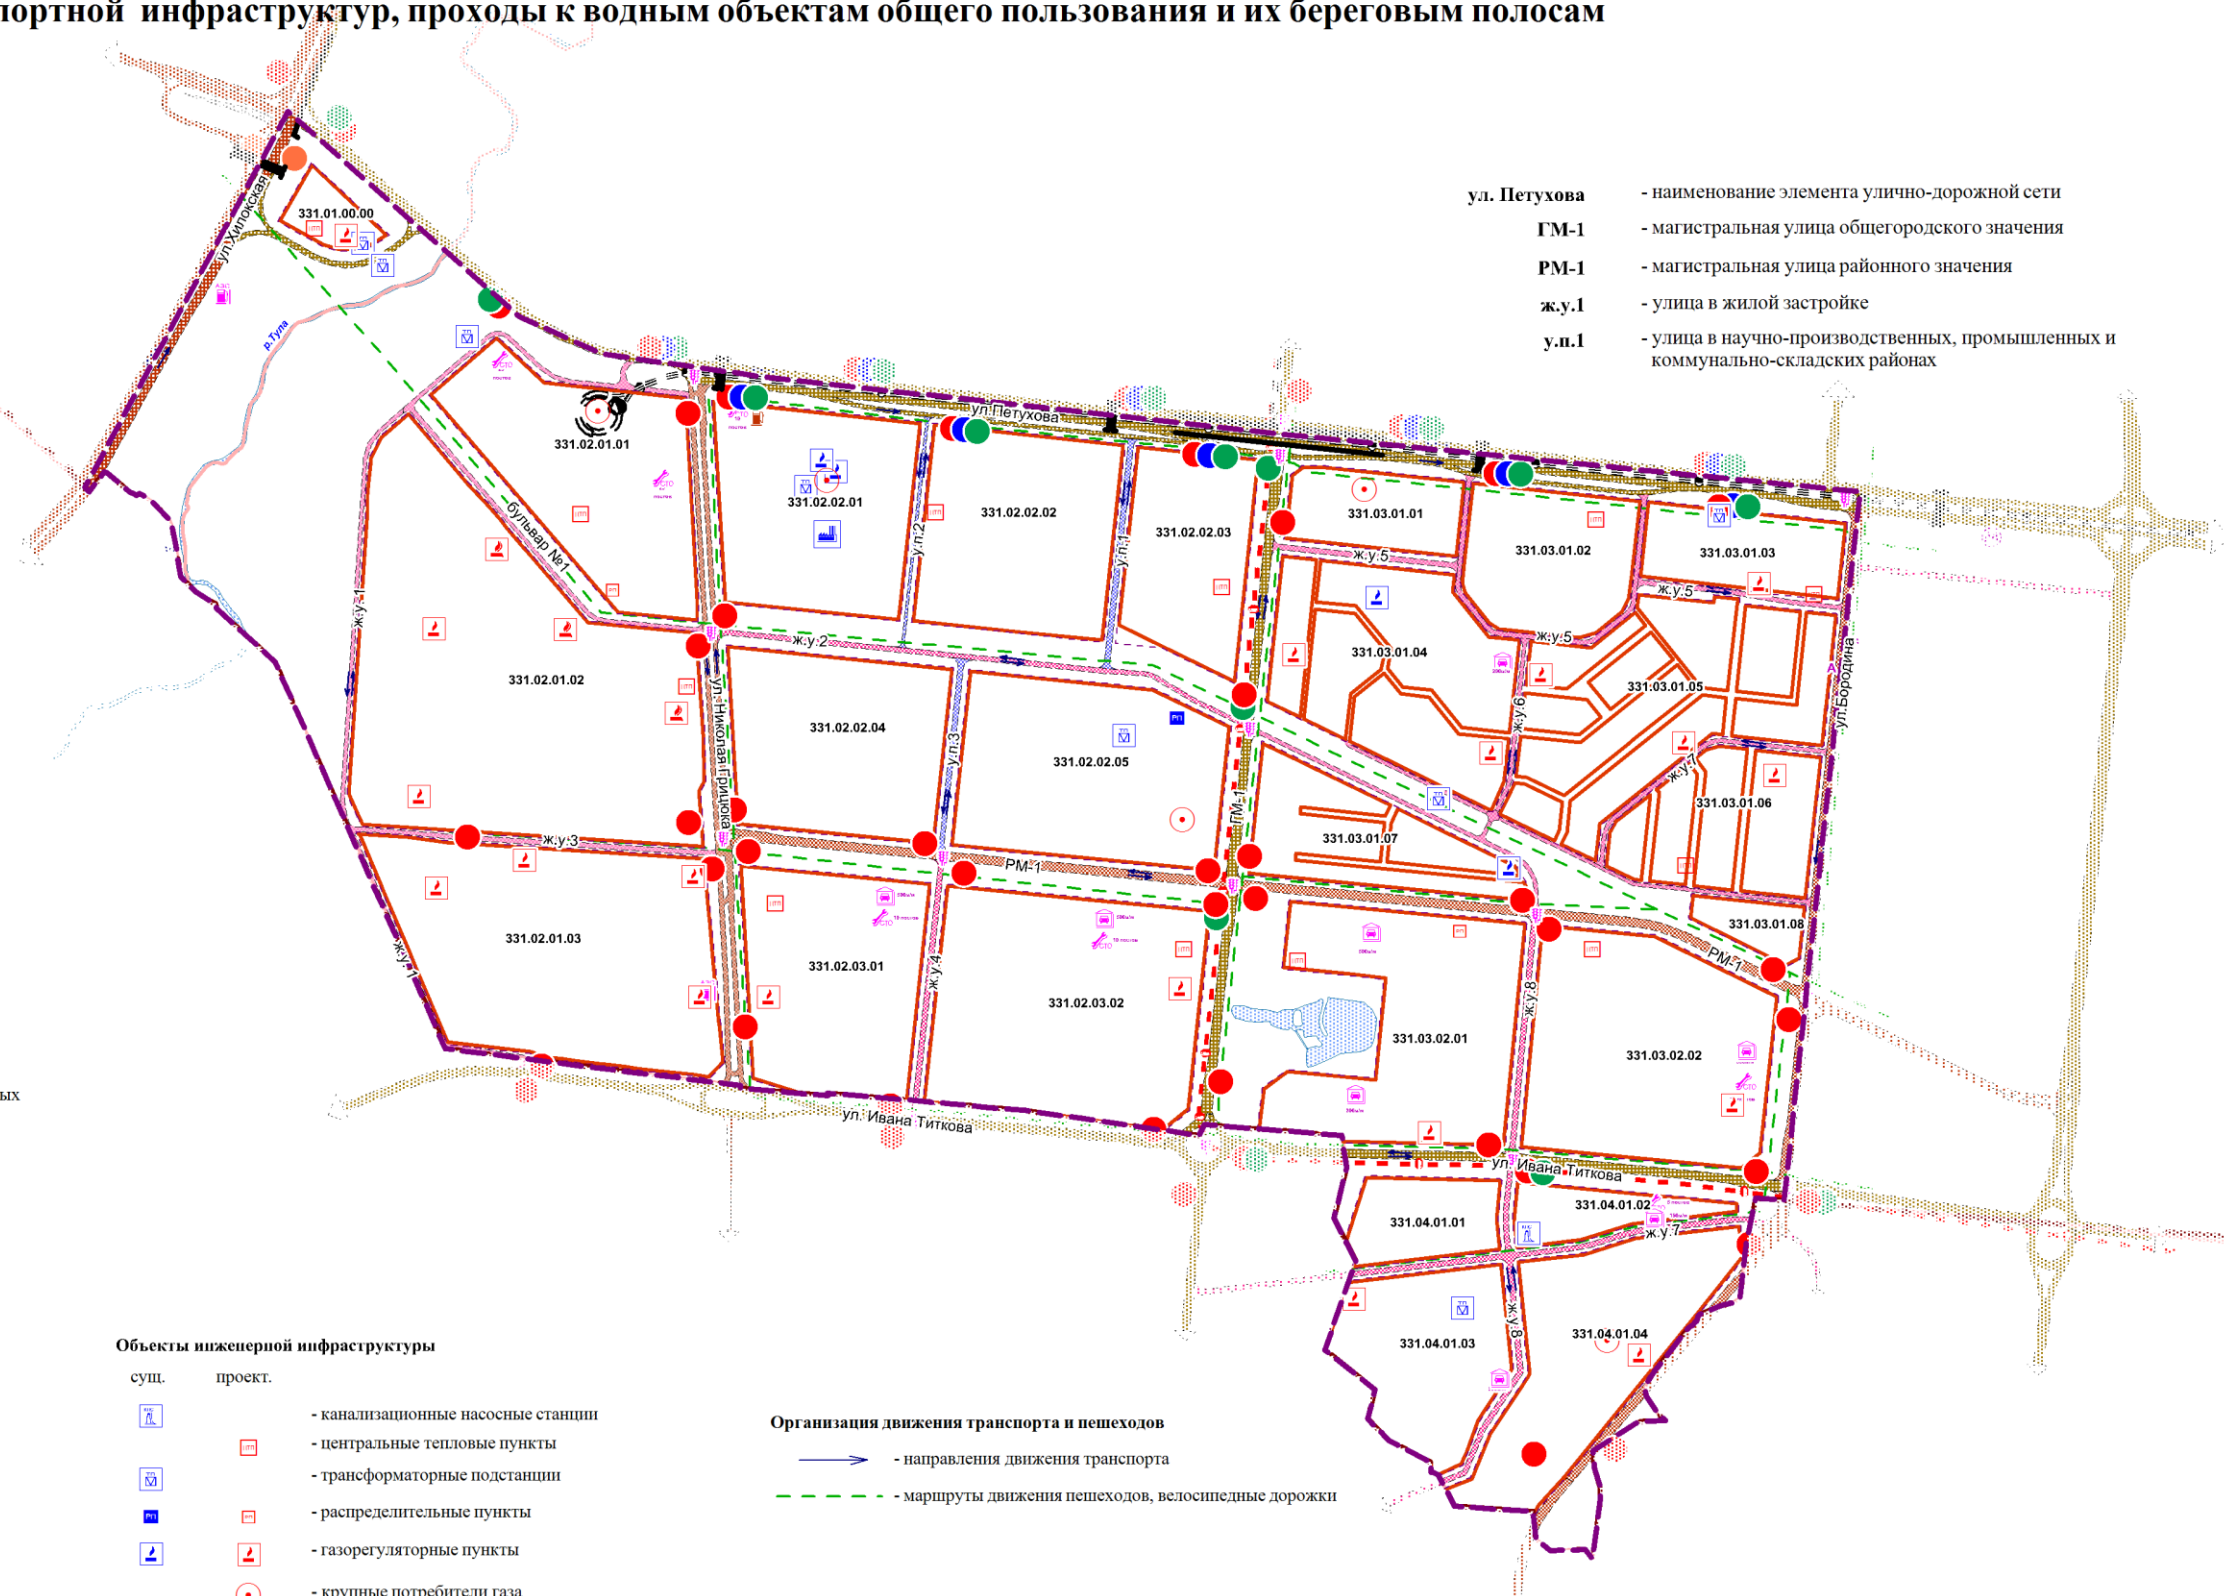 портной инфраструктур, проходы к водным объектам общего пользования и их береговым полосам
ул. Петухова - наименование элемента улично-дорожной сети
ГМ-1 - магистральная улица общегородского значения
РМ-1 - магистральная улица районного значения
ж.у.1 - улица в жилой застройке
у.п.1 - улица в научно-производственных, промышленных и
коммунально-складских районах
ул.Хилокская
331.01.00.00
р.Тула
331.02.01.01
бульвар №1
ул.Петухова
331.02.02.01
331.02.02.02
331.02.02.03
у.п.2
у.п.1
331.03.01.01
331.03.01.02
331.03.01.03
ж.у.5
ж.у.5
ж.у.5
ж.у.1
ж.у.2
331.02.01.02
331.02.02.04
331.02.02.05
у.п.3
331.03.01.04
331.03.01.05
331.03.01.06
331.03.01.07
331.03.01.08
ж.у.6
ж.у.7
ул.Бородина
ул. Николая Грицюка
ГМ-1
РП
ж.у.3
РМ-1
РМ-1
331.02.01.03
ж.у.1
331.02.03.01
331.02.03.02
ж.у.4
331.03.02.01
331.03.02.02
ж.у.8
СТО
ых
ул. Ивана Титкова
ул. Ивана Титкова
331.04.01.01
331.04.01.02
ж.у.7
331.04.01.03
331.04.01.04
ж.у.8
Объекты инженерной инфраструктуры
сущ. проект.
- канализационные насосные станции
- центральные тепловые пункты
- трансформаторные подстанции
РП - распределительные пункты
- газорегуляторные пункты
- крупные потребители газа
Организация движения транспорта и пешеходов
- направления движения транспорта
- маршруты движения пешеходов, велосипедные дорожки